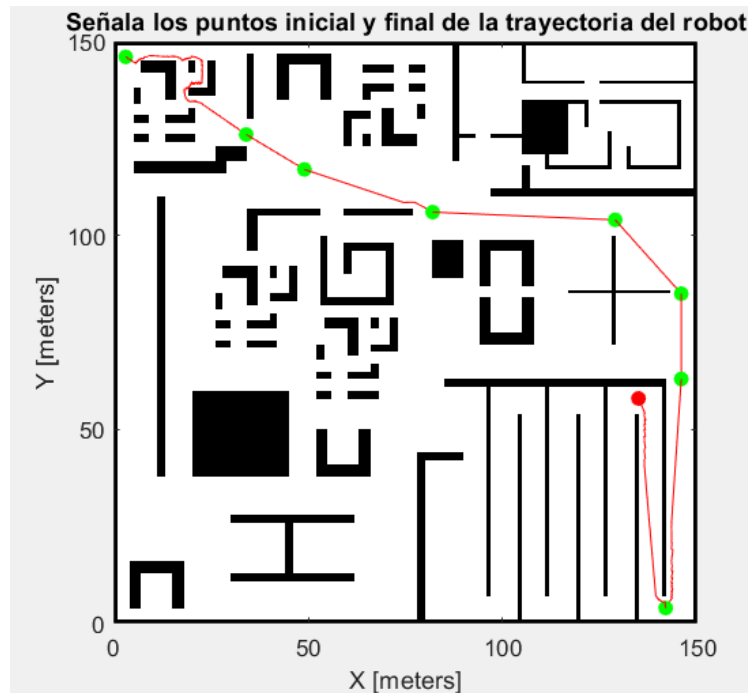 Señala los puntos inicial y final de la trayectoria del robot
150
100
50
0
Y [meters]
0 50 100 150
X [meters]